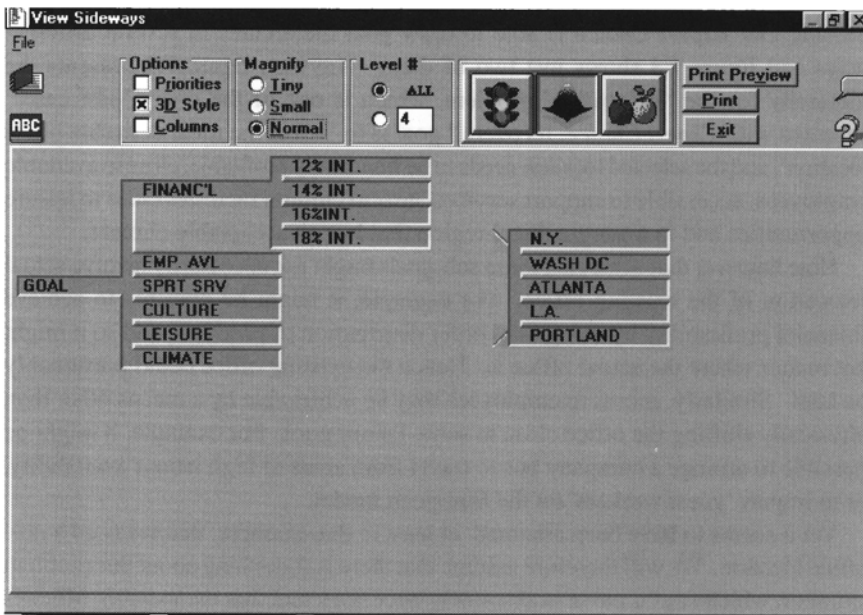 View Sideways
File
Options
Priorities
3D Style
Columns
Magnify
Tiny
Small
Normal
Level #
ALL
4
Print Preview
Print
Exit
ABC
?
GOAL
FINANC'L
12% INT.
14% INT.
16%INT.
18% INT.
EMP. AVL
SPRT SRV
CULTURE
LEISURE
CLIMATE
N.Y.
WASH DC
ATLANTA
L.A.
PORTLAND